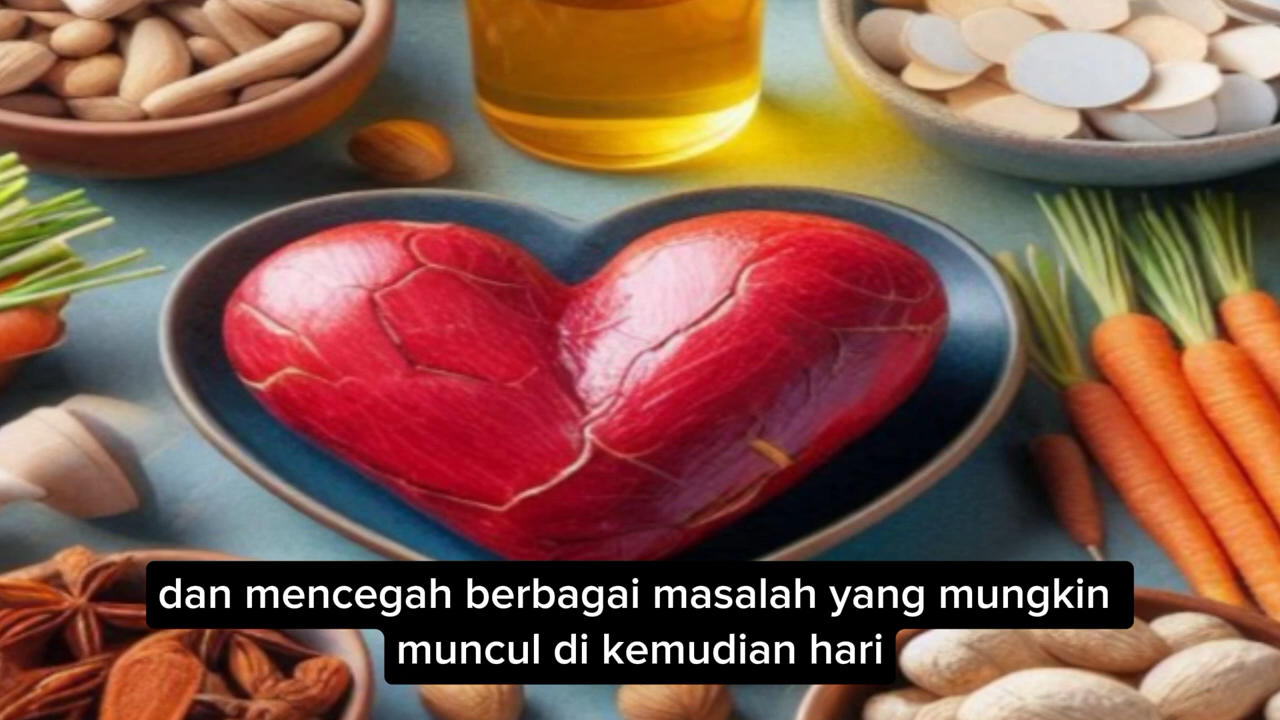 dan mencegah berbagai masalah yang mungkin
muncul di kemudian hari